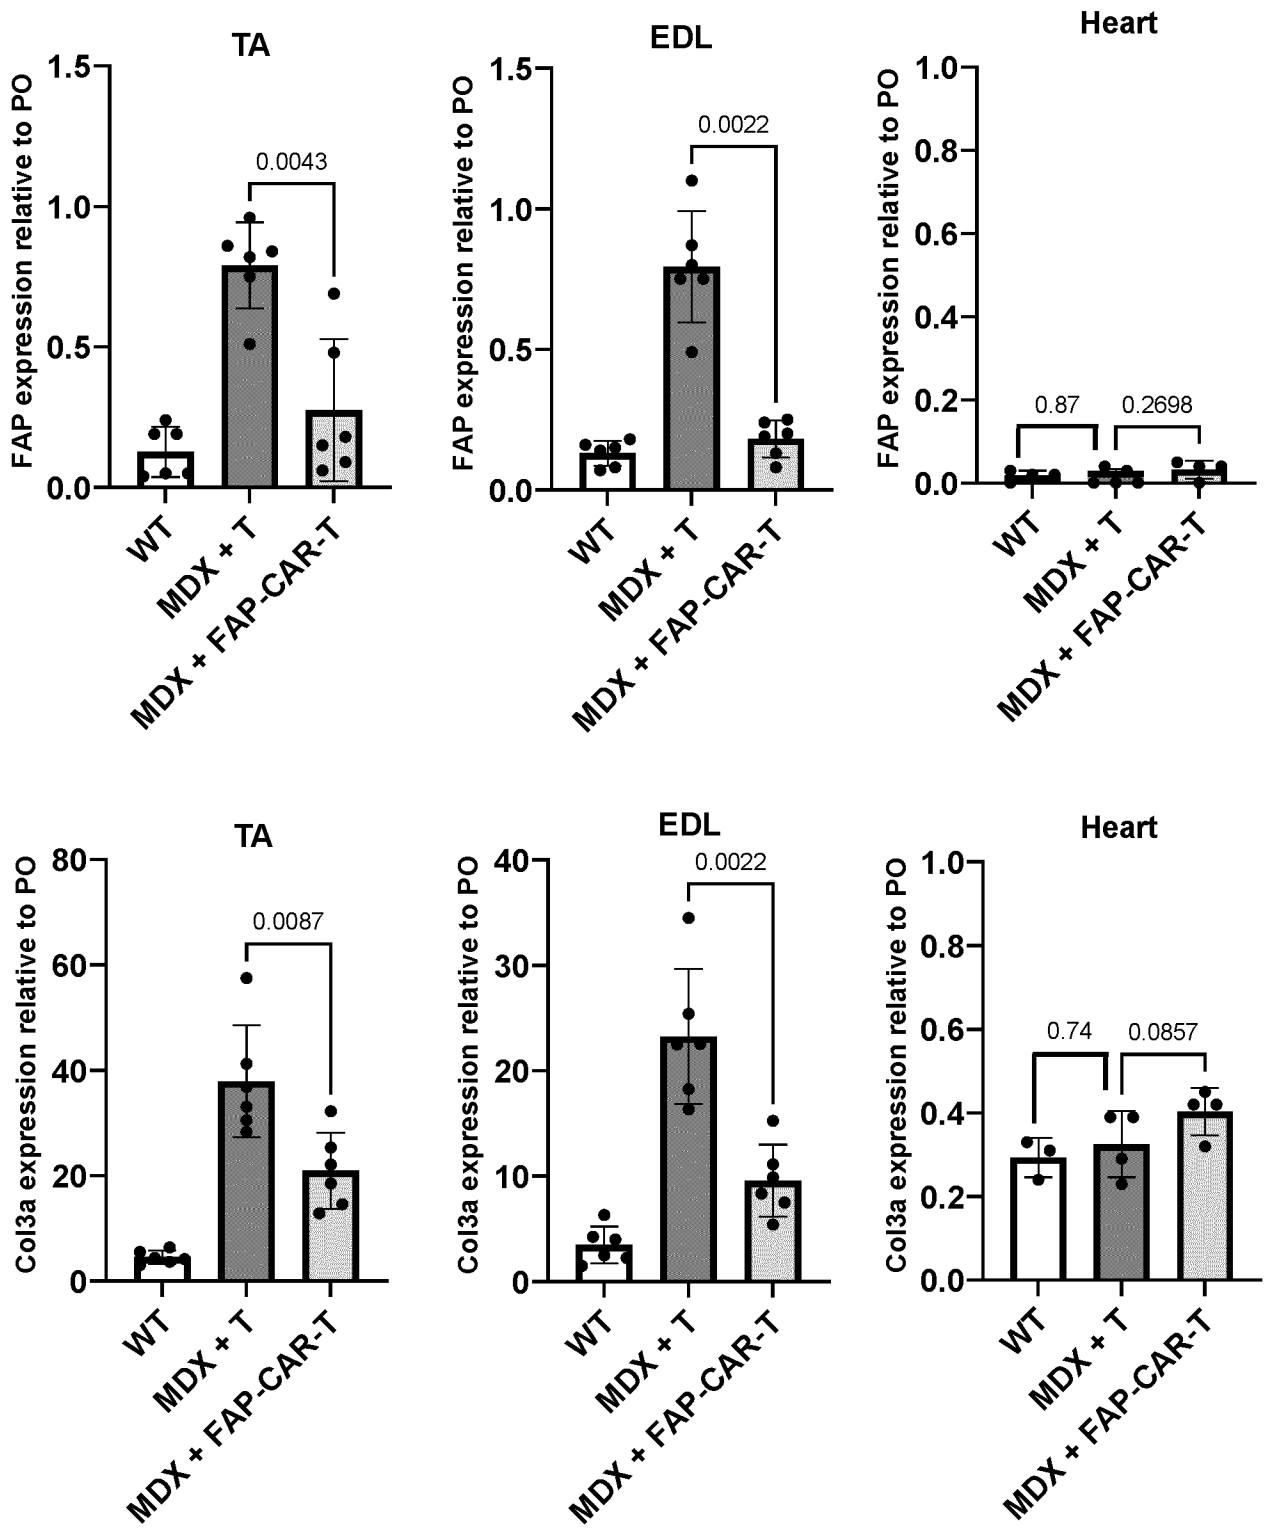 TA
FAP expression relative to PO
1.5
1.0
0.5
0.0
0.0043
WT
MDX + T
MDX + FAP-CAR-T
EDL
FAP expression relative to PO
1.5
1.0
0.5
0.0
0.0022
WT
MDX + T
MDX + FAP-CAR-T
Heart
FAP expression relative to PO
1.0
0.8
0.6
0.4
0.2
0.0
0.87
0.2698
WT
MDX + T
MDX + FAP-CAR-T
TA
Col3a expression relative to PO
80
60
40
20
0
0.0087
WT
MDX + T
MDX + FAP-CAR-T
EDL
Col3a expression relative to PO
40
30
20
10
0
0.0022
WT
MDX + T
MDX + FAP-CAR-T
Heart
Col3a expression relative to PO
1.0
0.8
0.6
0.4
0.2
0.0
0.74
0.0857
WT
MDX + T
MDX + FAP-CAR-T